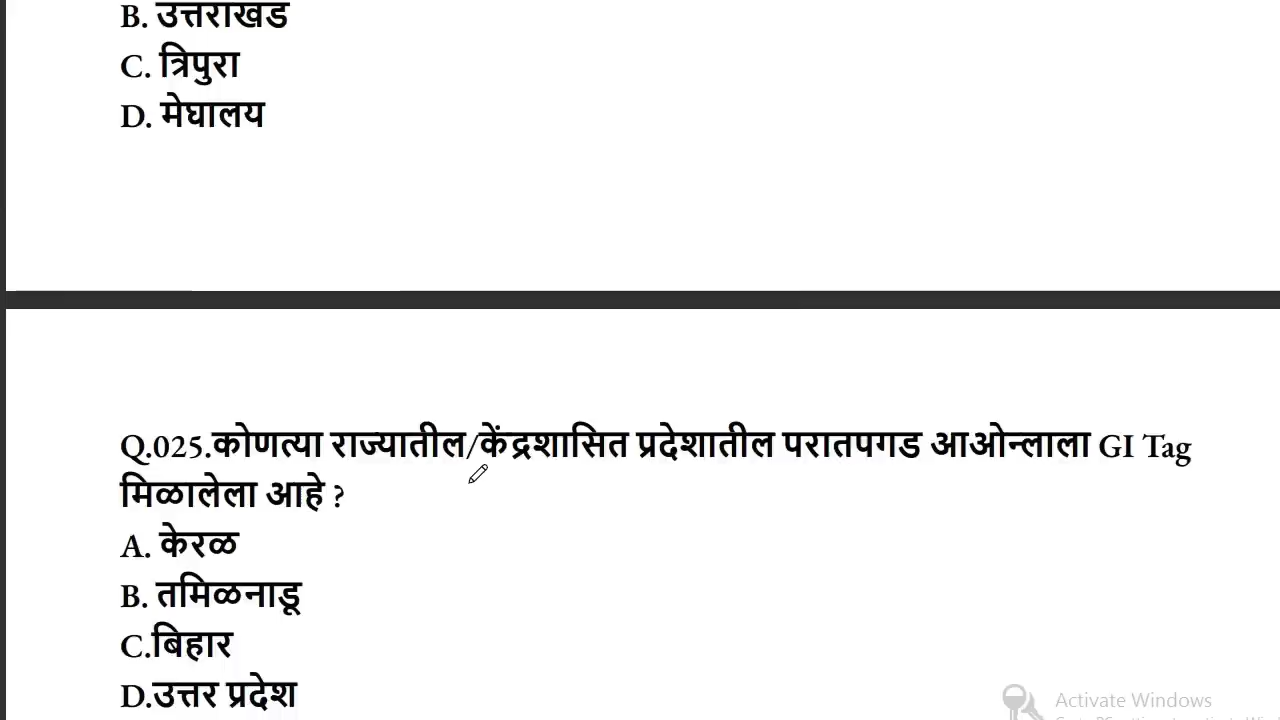 B. उत्तराखंड
C. त्रिपुरा
D. मेघालय
Q.025.कोणत्या राज्यातील/केंद्रशासित प्रदेशातील परातपगड आओन्लाला GI Tag
मिळालेला आहे ?
A. केरळ
B. तमिळनाडू
C.बिहार
D.उत्तर प्रदेश
Activate Windows